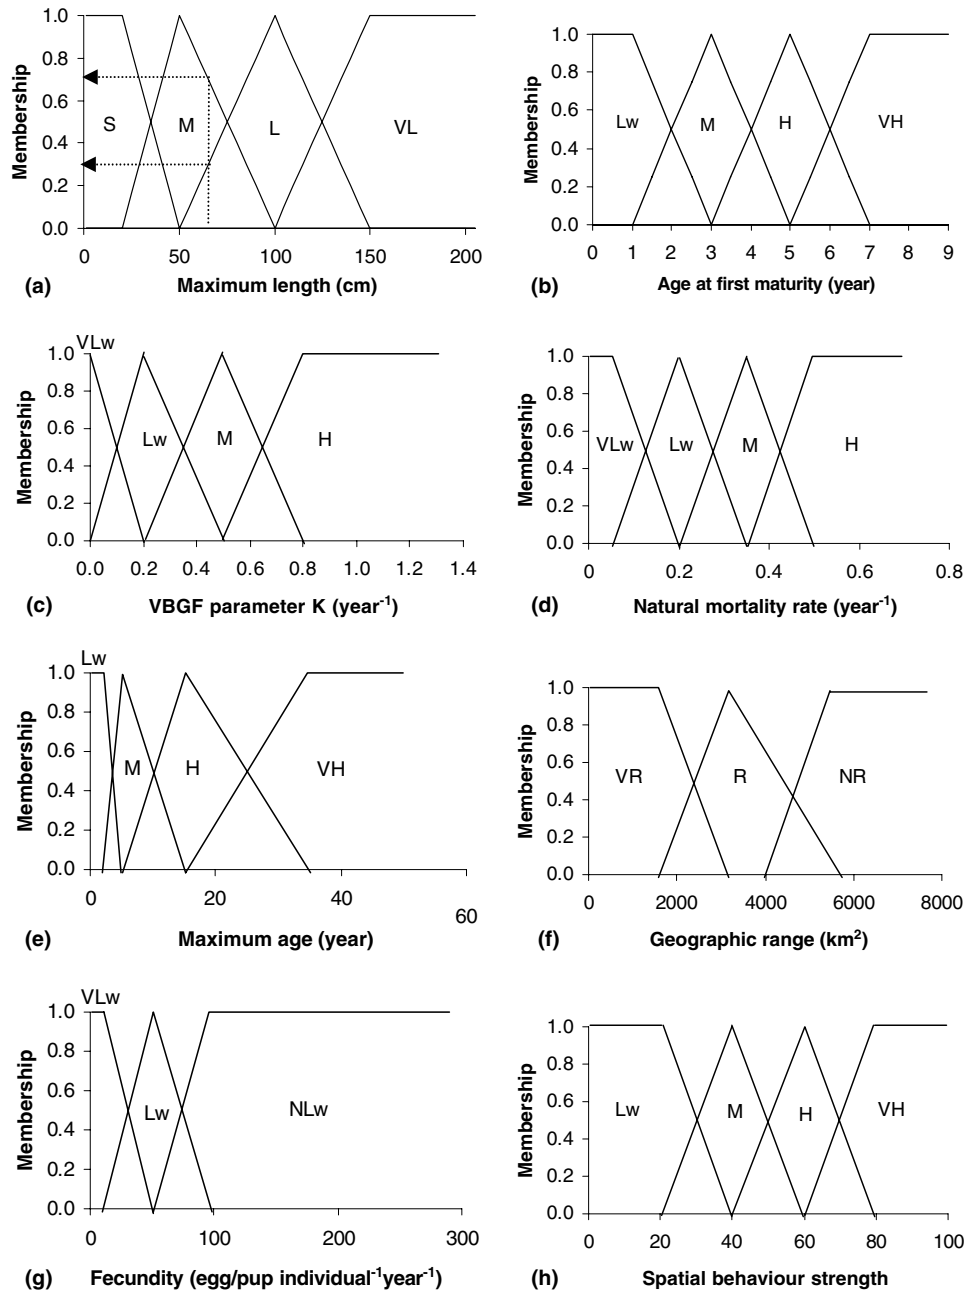 1.0
0.8
0.6
0.4
0.2
0.0
Membership
S
M
L
VL
0
50
100
150
200
(a)
Maximum length (cm)
1.0
0.8
0.6
0.4
0.2
0.0
Membership
Lw
M
H
VH
0 1 2 3 4 5 6 7 8 9
(b)
Age at first maturity (year)
VLw
1.0
0.8
0.6
0.4
0.2
0.0
Membership
Lw
M
H
0.0 0.2 0.4 0.6 0.8 1.0 1.2 1.4
(c)
VBGF parameter K (year⁻¹)
1.0
0.8
0.6
0.4
0.2
0.0
Membership
VLw
Lw
M
H
0 0.2 0.4 0.6 0.8
(d)
Natural mortality rate (year⁻¹)
Lw
1.0
0.8
0.6
0.4
0.2
0.0
Membership
M
H
VH
0 20 40
60
(e)
Maximum age (year)
1.0
0.8
0.6
0.4
0.2
0.0
Membership
VR
R
NR
0 2000 4000 6000 8000
(f)
Geographic range (km²)
VLw
1.0
0.8
0.6
0.4
0.2
0.0
Membership
Lw
NLw
0 100 200 300
(g)
Fecundity (egg/pup individual⁻¹year⁻¹)
1.0
0.8
0.6
0.4
0.2
0.0
Membership
Lw
M
H
VH
0 20 40 60 80 100
(h)
Spatial behaviour strength